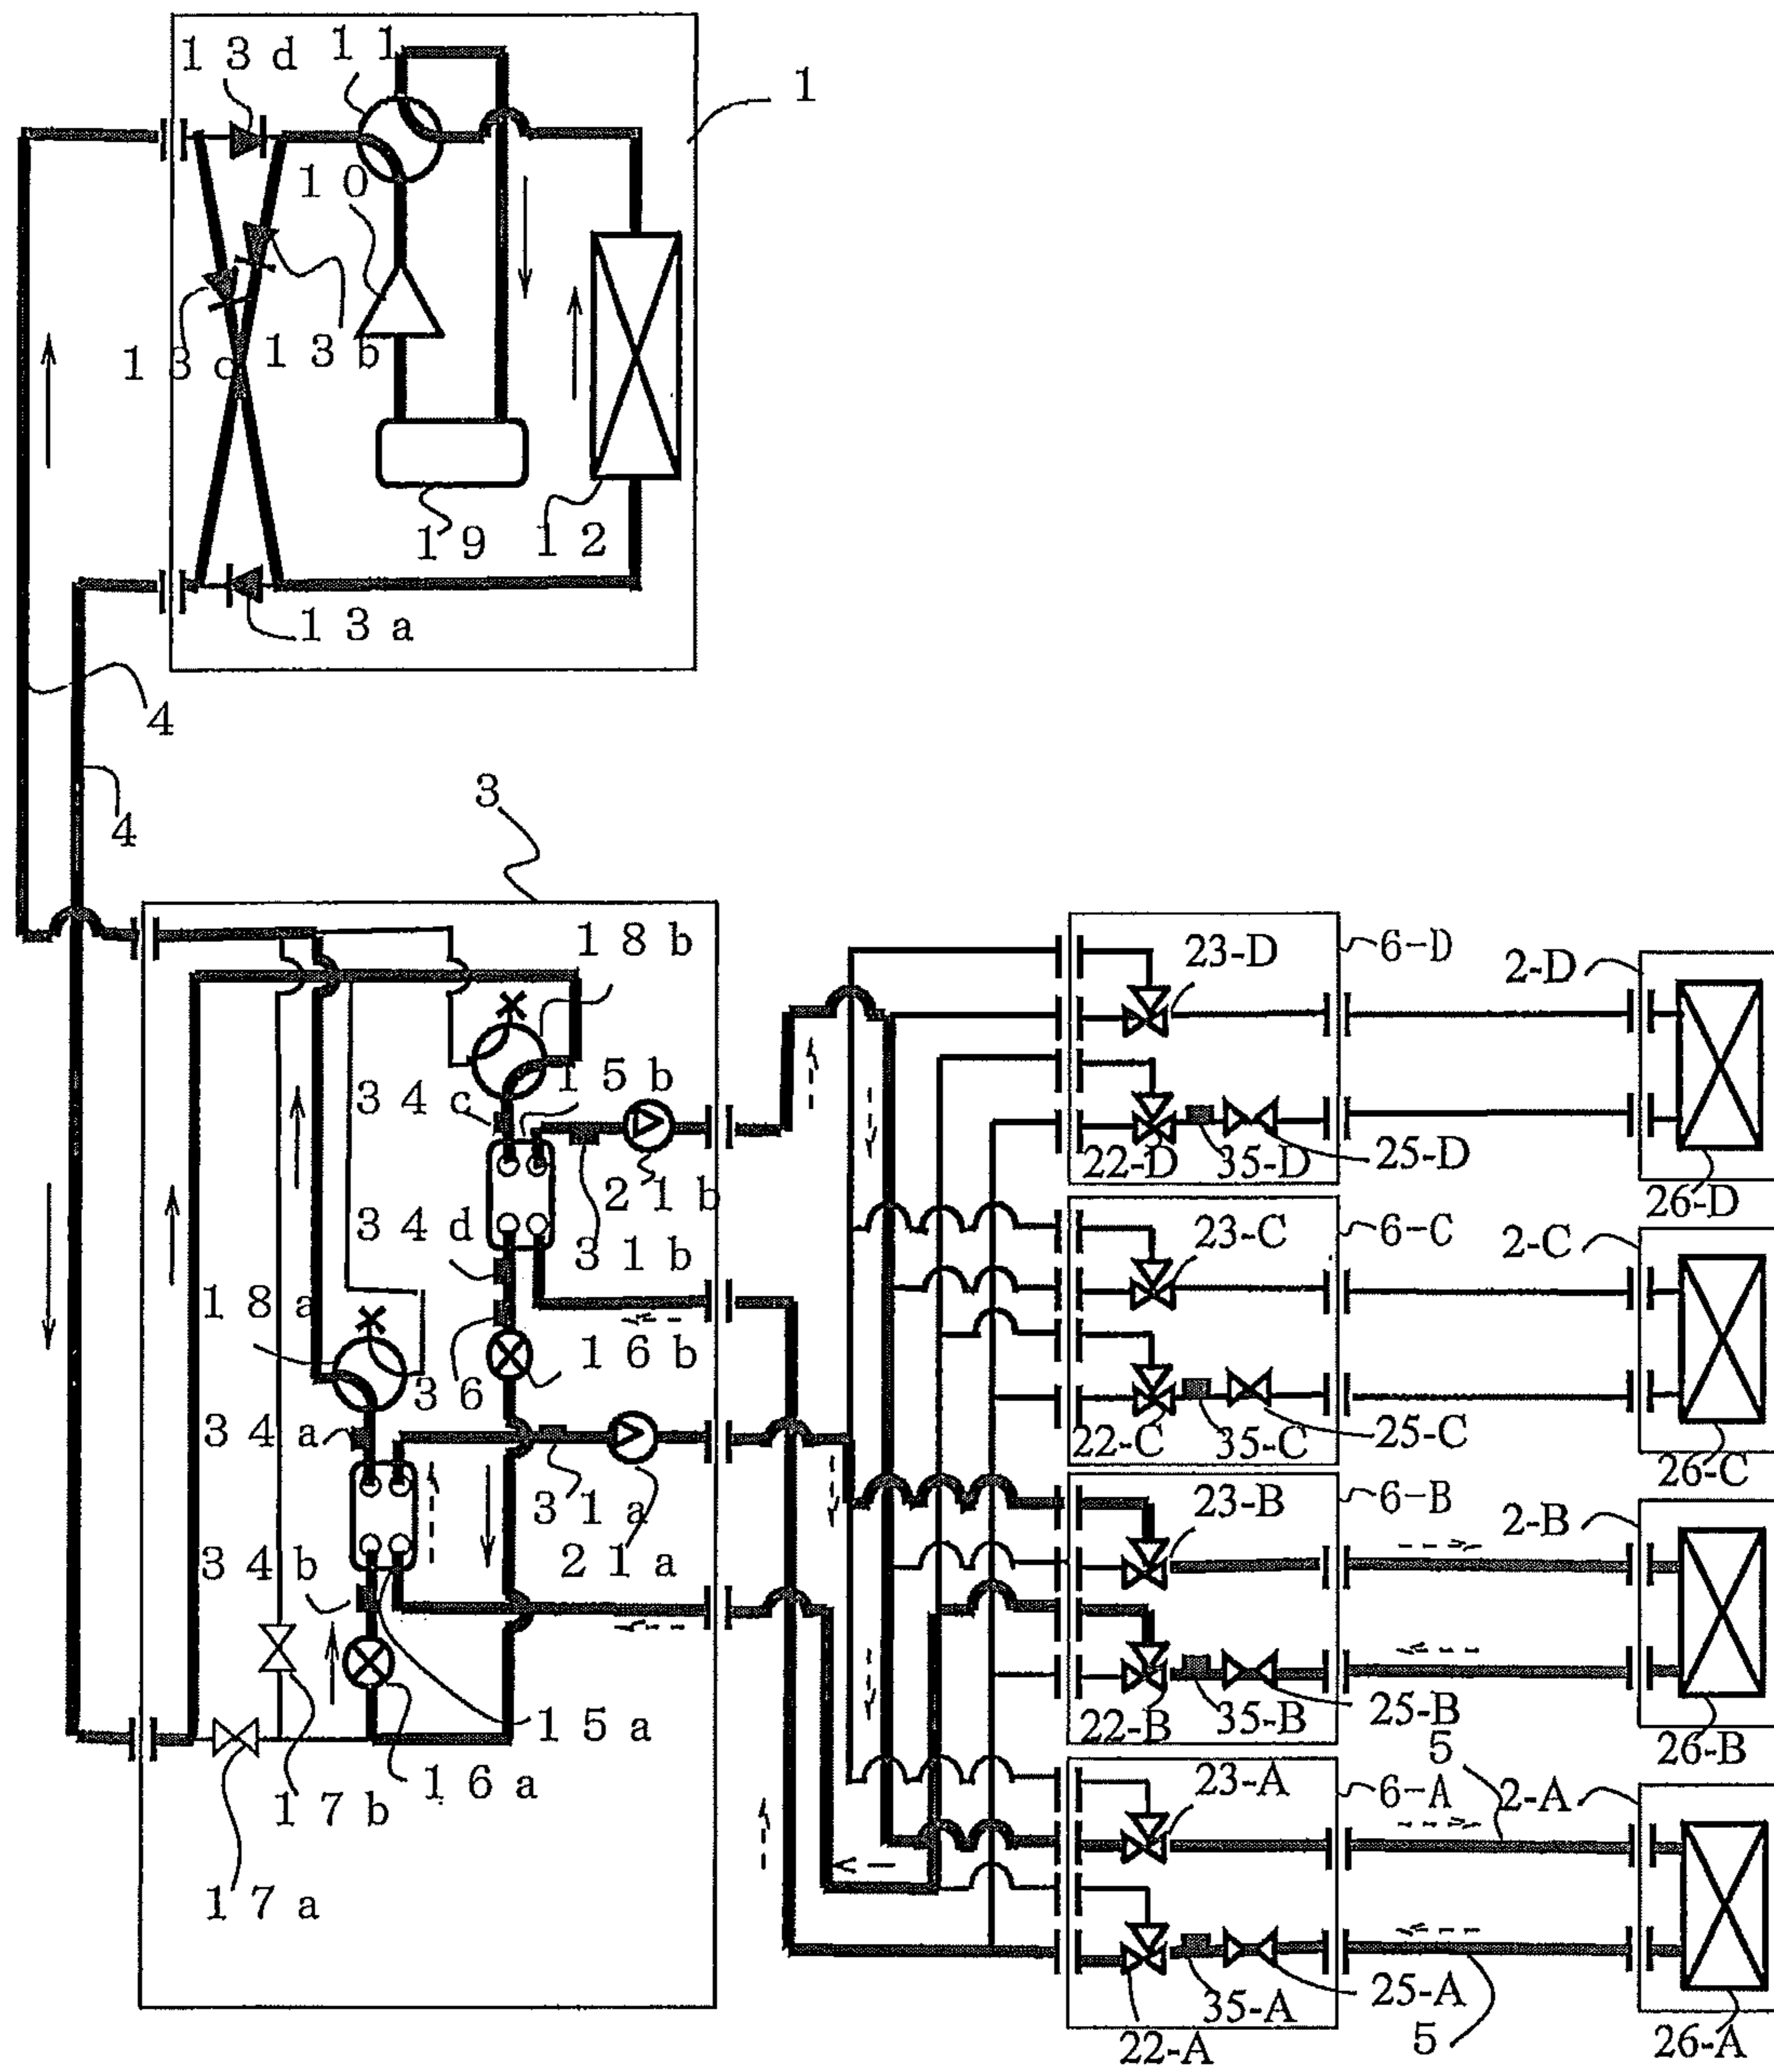 13d
11
1
10
13c
13b
19
12
13a
4
4
3
18b
15b
34c
21b
31b
34d
18a
16b
36
34a
31a
21a
34b
15a
16a
17b
17a
23-D
6-D
2-D
22-D
35-D
25-D
26-D
23-C
6-C
2-C
22-C
35-C
25-C
26-C
23-B
6-B
2-B
22-B
35-B
25-B
26-B
5
23-A
6-A
2-A
35-A
25-A
5
22-A
26-A